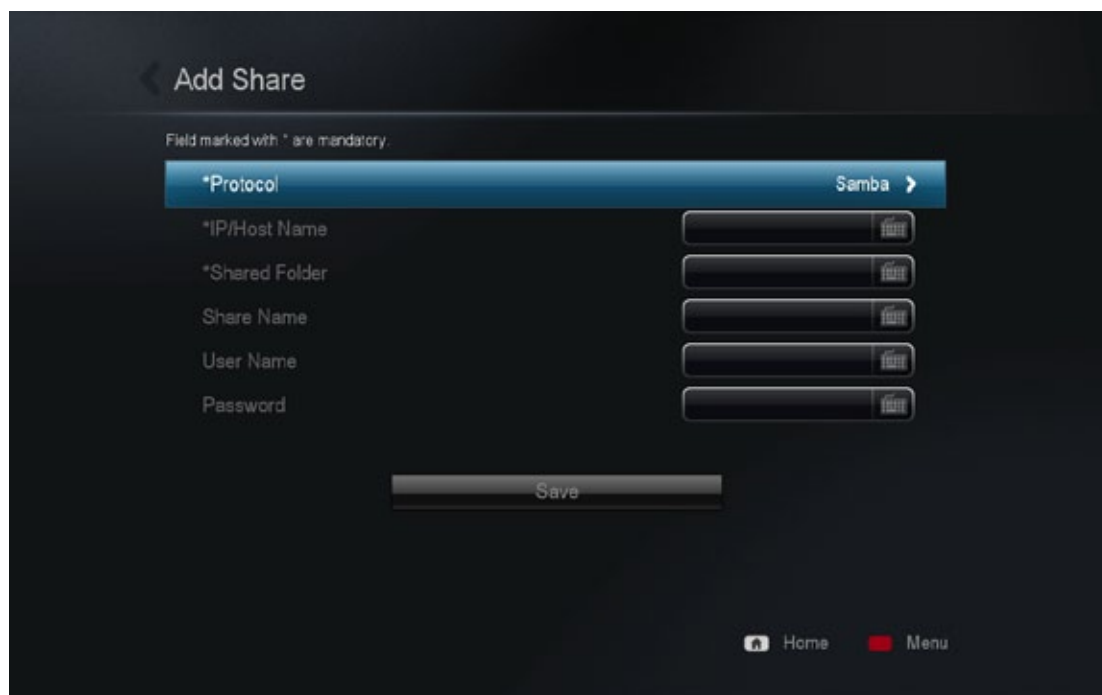 Add Share
Field marked with * are mandatory.
*Protocol Samba
*IP/Host Name
*Shared Folder
Share Name
User Name
Password
Save
Home Menu